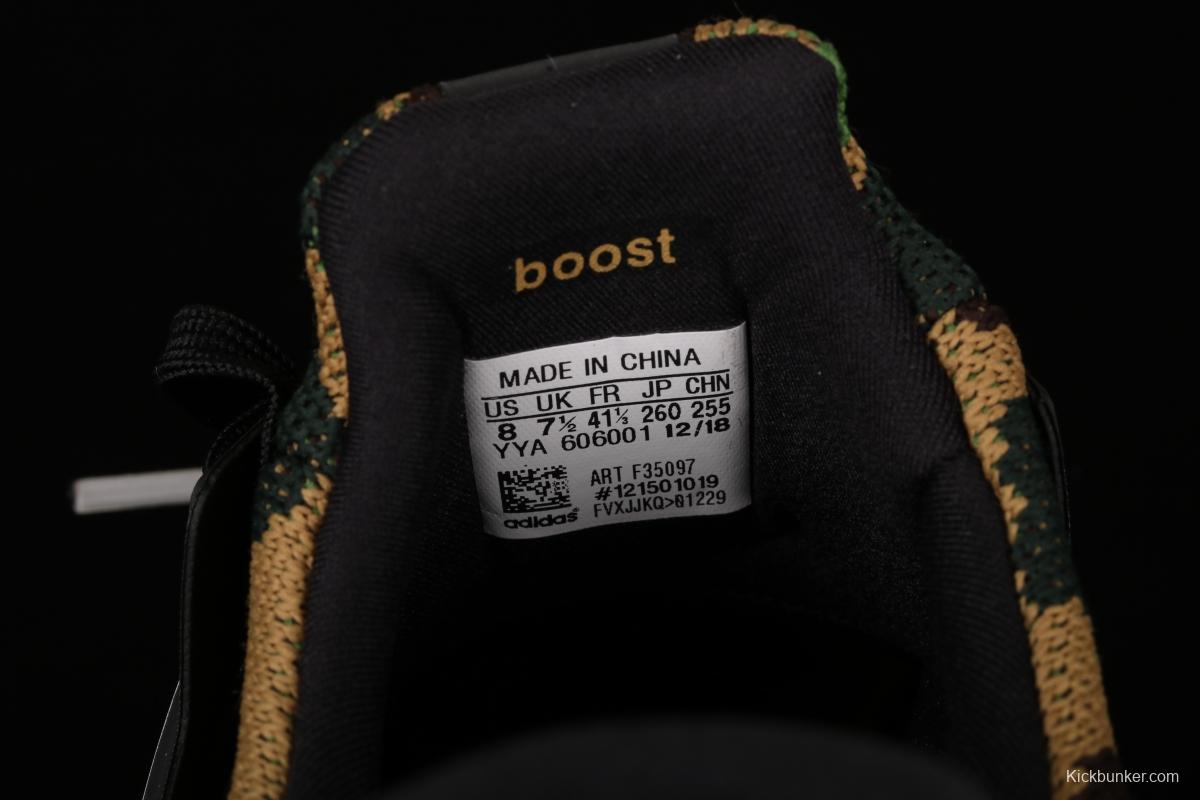 boost
MADE IN CHINA
US UK FR JP CHN
8 7½ 41⅓ 260 255
YYA 606001 12/18
ART F35097
#121501019
FVXJJKQ>01229
adidas
Kickbunker.com